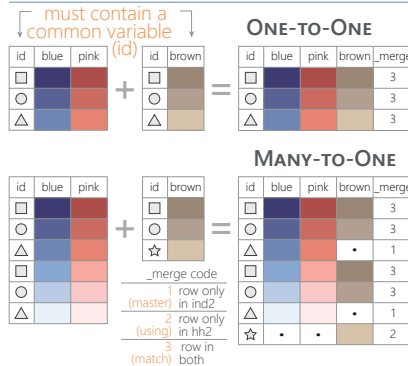 must contain a
common variable
(id)
ONE-TO-ONE
id blue pink
+
id brown
=
id blue pink brown _merge
3
3
3
MANY-TO-ONE
id blue pink
+
id brown
=
id blue pink brown _merge
3
3
• 1
3
3
• 1
• • 2
_merge code
1 row only
(master) in ind2
2 row only
(using) in hh2
3 row in
(match) both